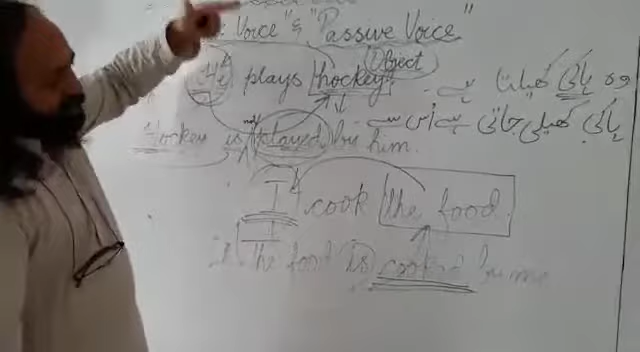 Voice" & "Passive Voice"
Object
He plays hockey. وہ ہاکی کھیلتا ہے۔
Hockey is played by him. ہاکی کھیلی جاتی ہے اُس سے۔
I cook the food.
The food is cooked by me